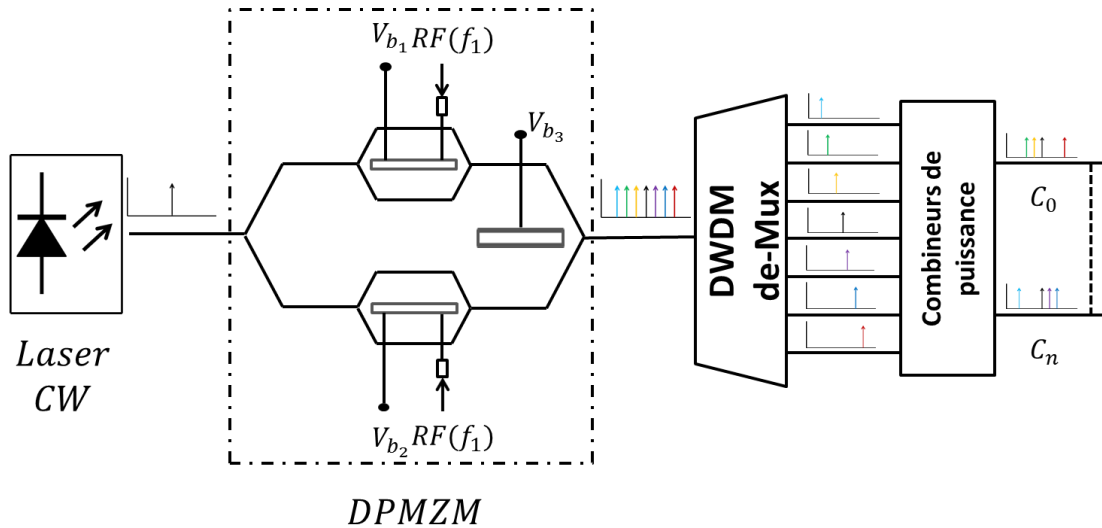 V_{b_1} RF(f_1)
V_{b_3}
Laser
CW
V_{b_2} RF(f_1)
DPMZM
DWDM
de-Mux
Combineurs de
puissance
C_0
C_n